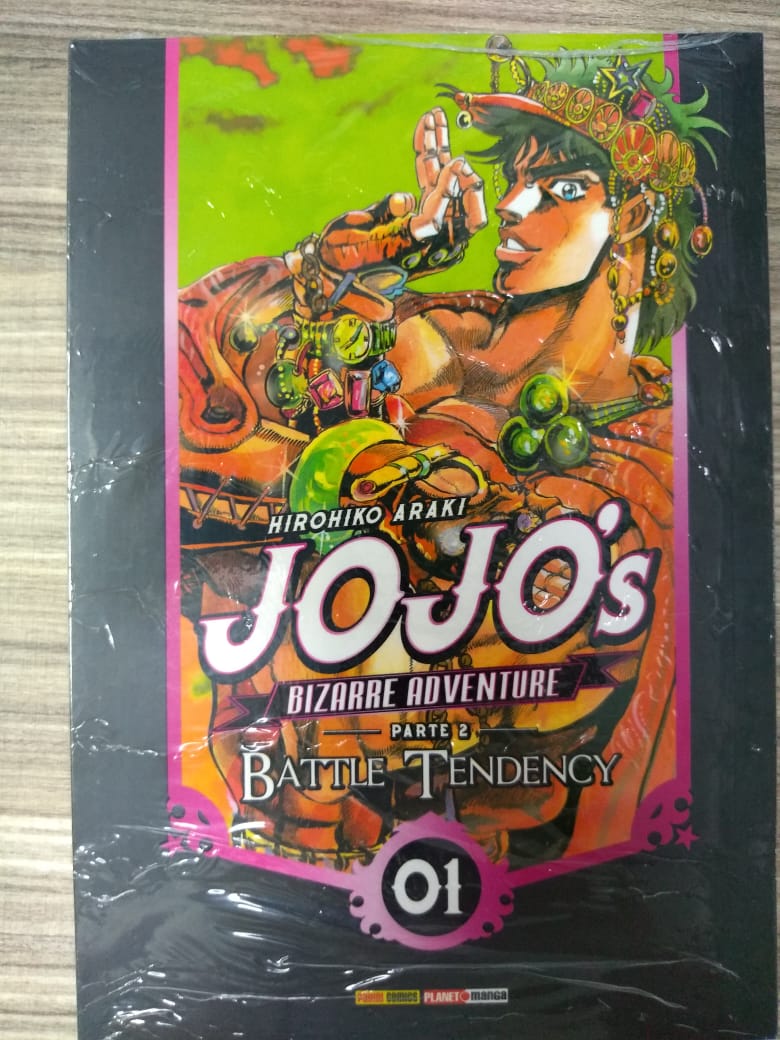 HIROHIKO ARAKI
JOJO's
BIZARRE ADVENTURE
PARTE 2
BATTLE TENDENCY
01
PANINI COMICS PLANET manga